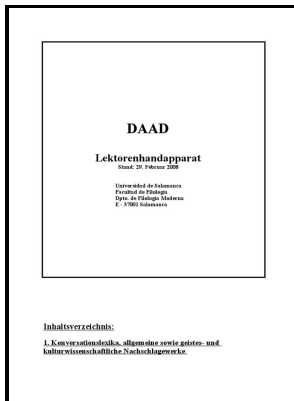 DAAD
Lektorenhandapparat
Stand: 29. Februar 2008
Universidad de Salamanca
Facultad de Filología
Dpto. de Filología Moderna
E - 37001 Salamanca
Inhaltsverzeichnis:
1. Konversationslexika, allgemeine sowie geistes- und
kulturwissenschaftliche Nachschlagewerke